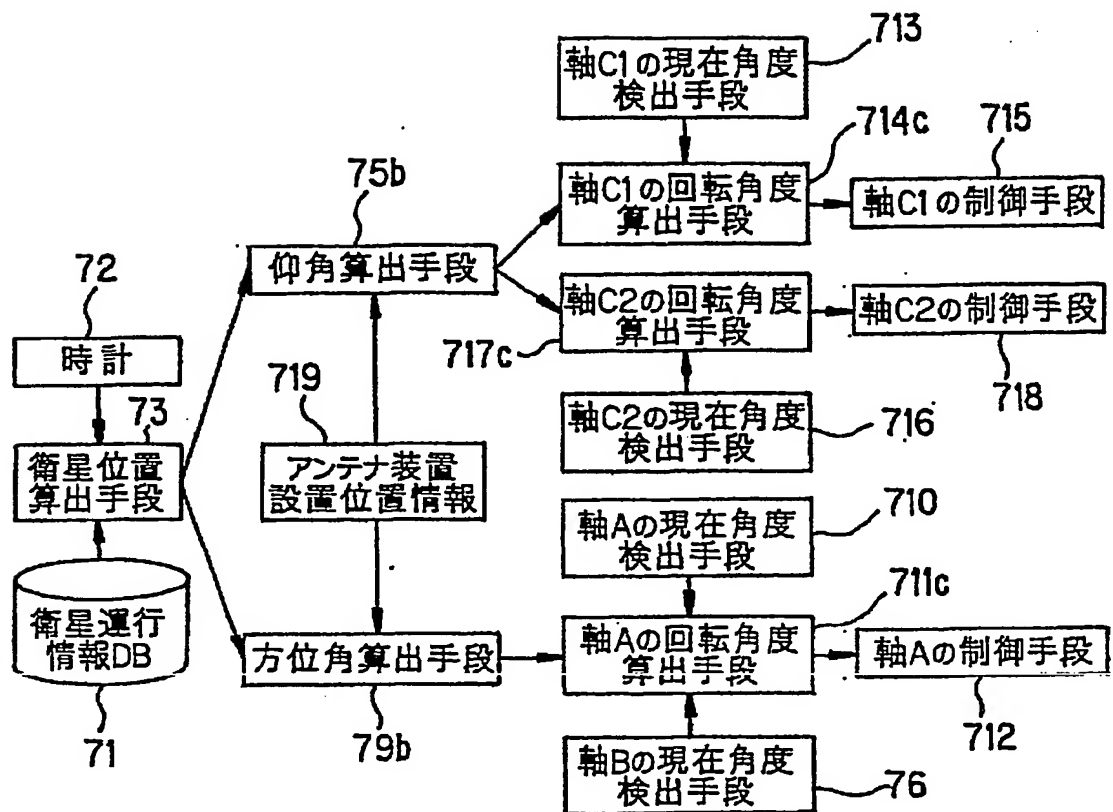 713
軸C1の現在角度
検出手段
714c
715
軸C1の回転角度
算出手段
軸C1の制御手段
75b
仰角算出手段
72
時計
軸C2の回転角度
算出手段
717c
軸C2の制御手段
718
719
アンテナ装置
設置位置情報
73
衛星位置
算出手段
軸C2の現在角度
検出手段
716
軸Aの現在角度
検出手段
710
衛星運行
情報DB
71
方位角算出手段
79b
711c
軸Aの回転角度
算出手段
軸Aの制御手段
712
軸Bの現在角度
検出手段
76